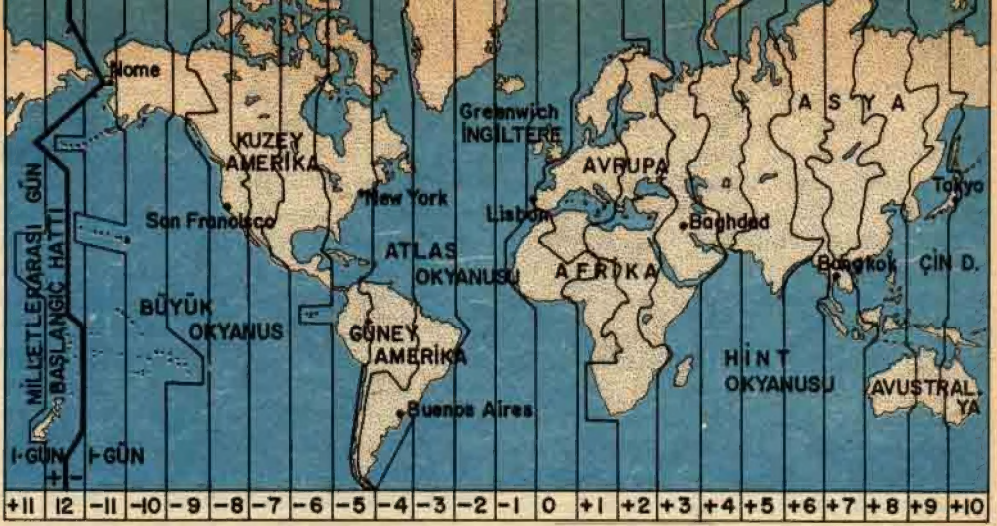 Nome
Greenwich
İNGİLTERE
A S Y A
KUZEY
AMERİKA
AVRUPA
New York
San Francisco
Lisbon
Baghdad
Tokyo
ATLAS
OKYANUSU
AFRİKA
Bangkok
ÇİN D.
MİLLETLERARASI GÜN
BAŞLANGIÇ HATTI
BÜYÜK
OKYANUS
GÜNEY
AMERİKA
HİNT
OKYANUSU
AVUSTRAL.
YA
Buenos Aires
1-GÜN
1-GÜN
+ -
+11 12 -11 -10 -9 -8 -7 -6 -5 -4 -3 -2 -1 0 +1 +2 +3 +4 +5 +6 +7 +8 +9 +10